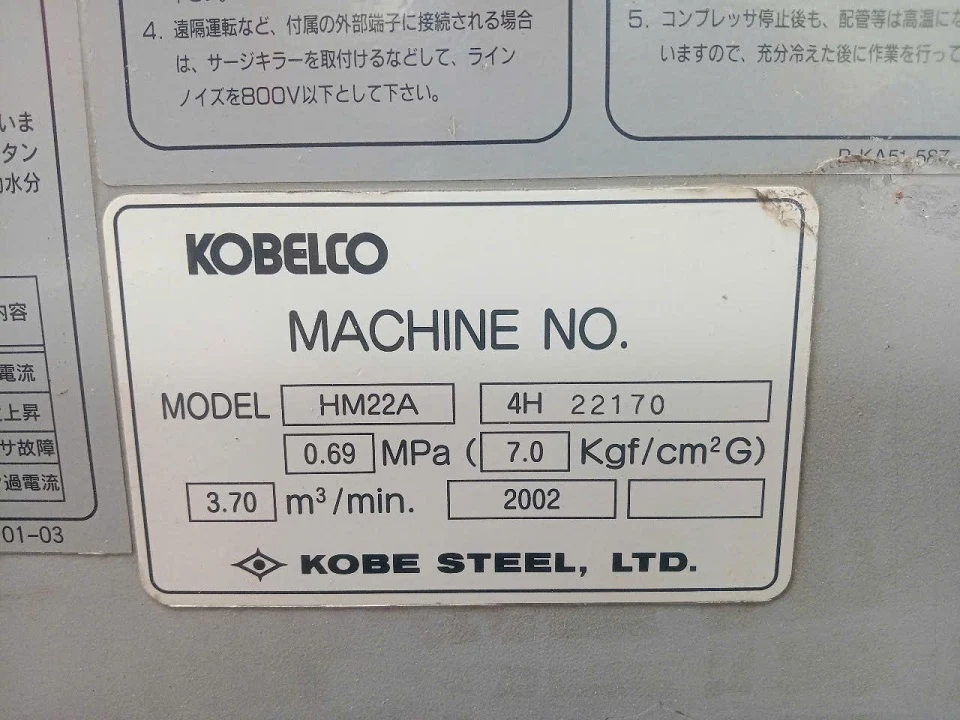 4. 遠隔運転など、付属の外部端子に接続される場合
は、サージキラーを取付けるなどして、ライン
ノイズを800V以下として下さい。
5. コンプレッサ停止後も、配管等は高温にな
いますので、充分冷えた後に作業を行って
いま
タン
水分
内容
電流
上昇
サ故障
過電流
01-03
KOBELCO
MACHINE NO.
MODEL HM22A 4H 22170
0.69 MPa ( 7.0 Kgf/cm²G)
3.70 m³/min. 2002
KOBE STEEL, LTD.